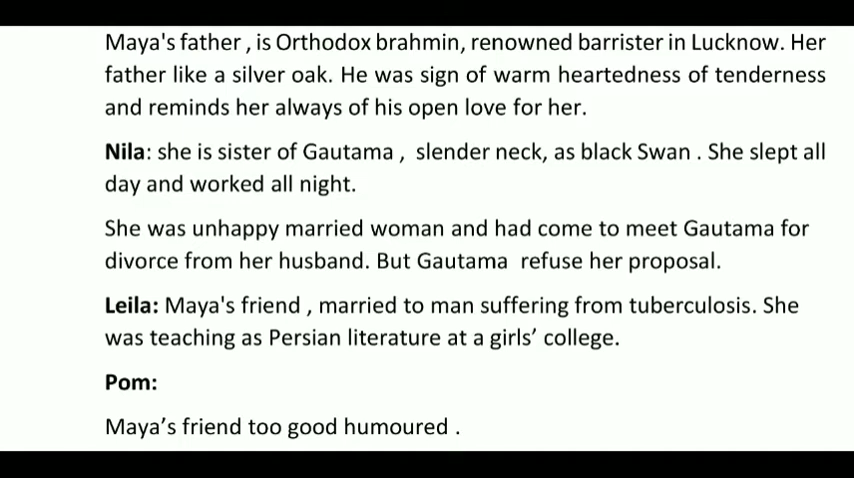 Maya's father , is Orthodox brahmin, renowned barrister in Lucknow. Her
father like a silver oak. He was sign of warm heartedness of tenderness
and reminds her always of his open love for her.
Nila: she is sister of Gautama , slender neck, as black Swan . She slept all
day and worked all night.
She was unhappy married woman and had come to meet Gautama for
divorce from her husband. But Gautama refuse her proposal.
Leila: Maya's friend , married to man suffering from tuberculosis. She
was teaching as Persian literature at a girls’ college.
Pom:
Maya’s friend too good humoured .